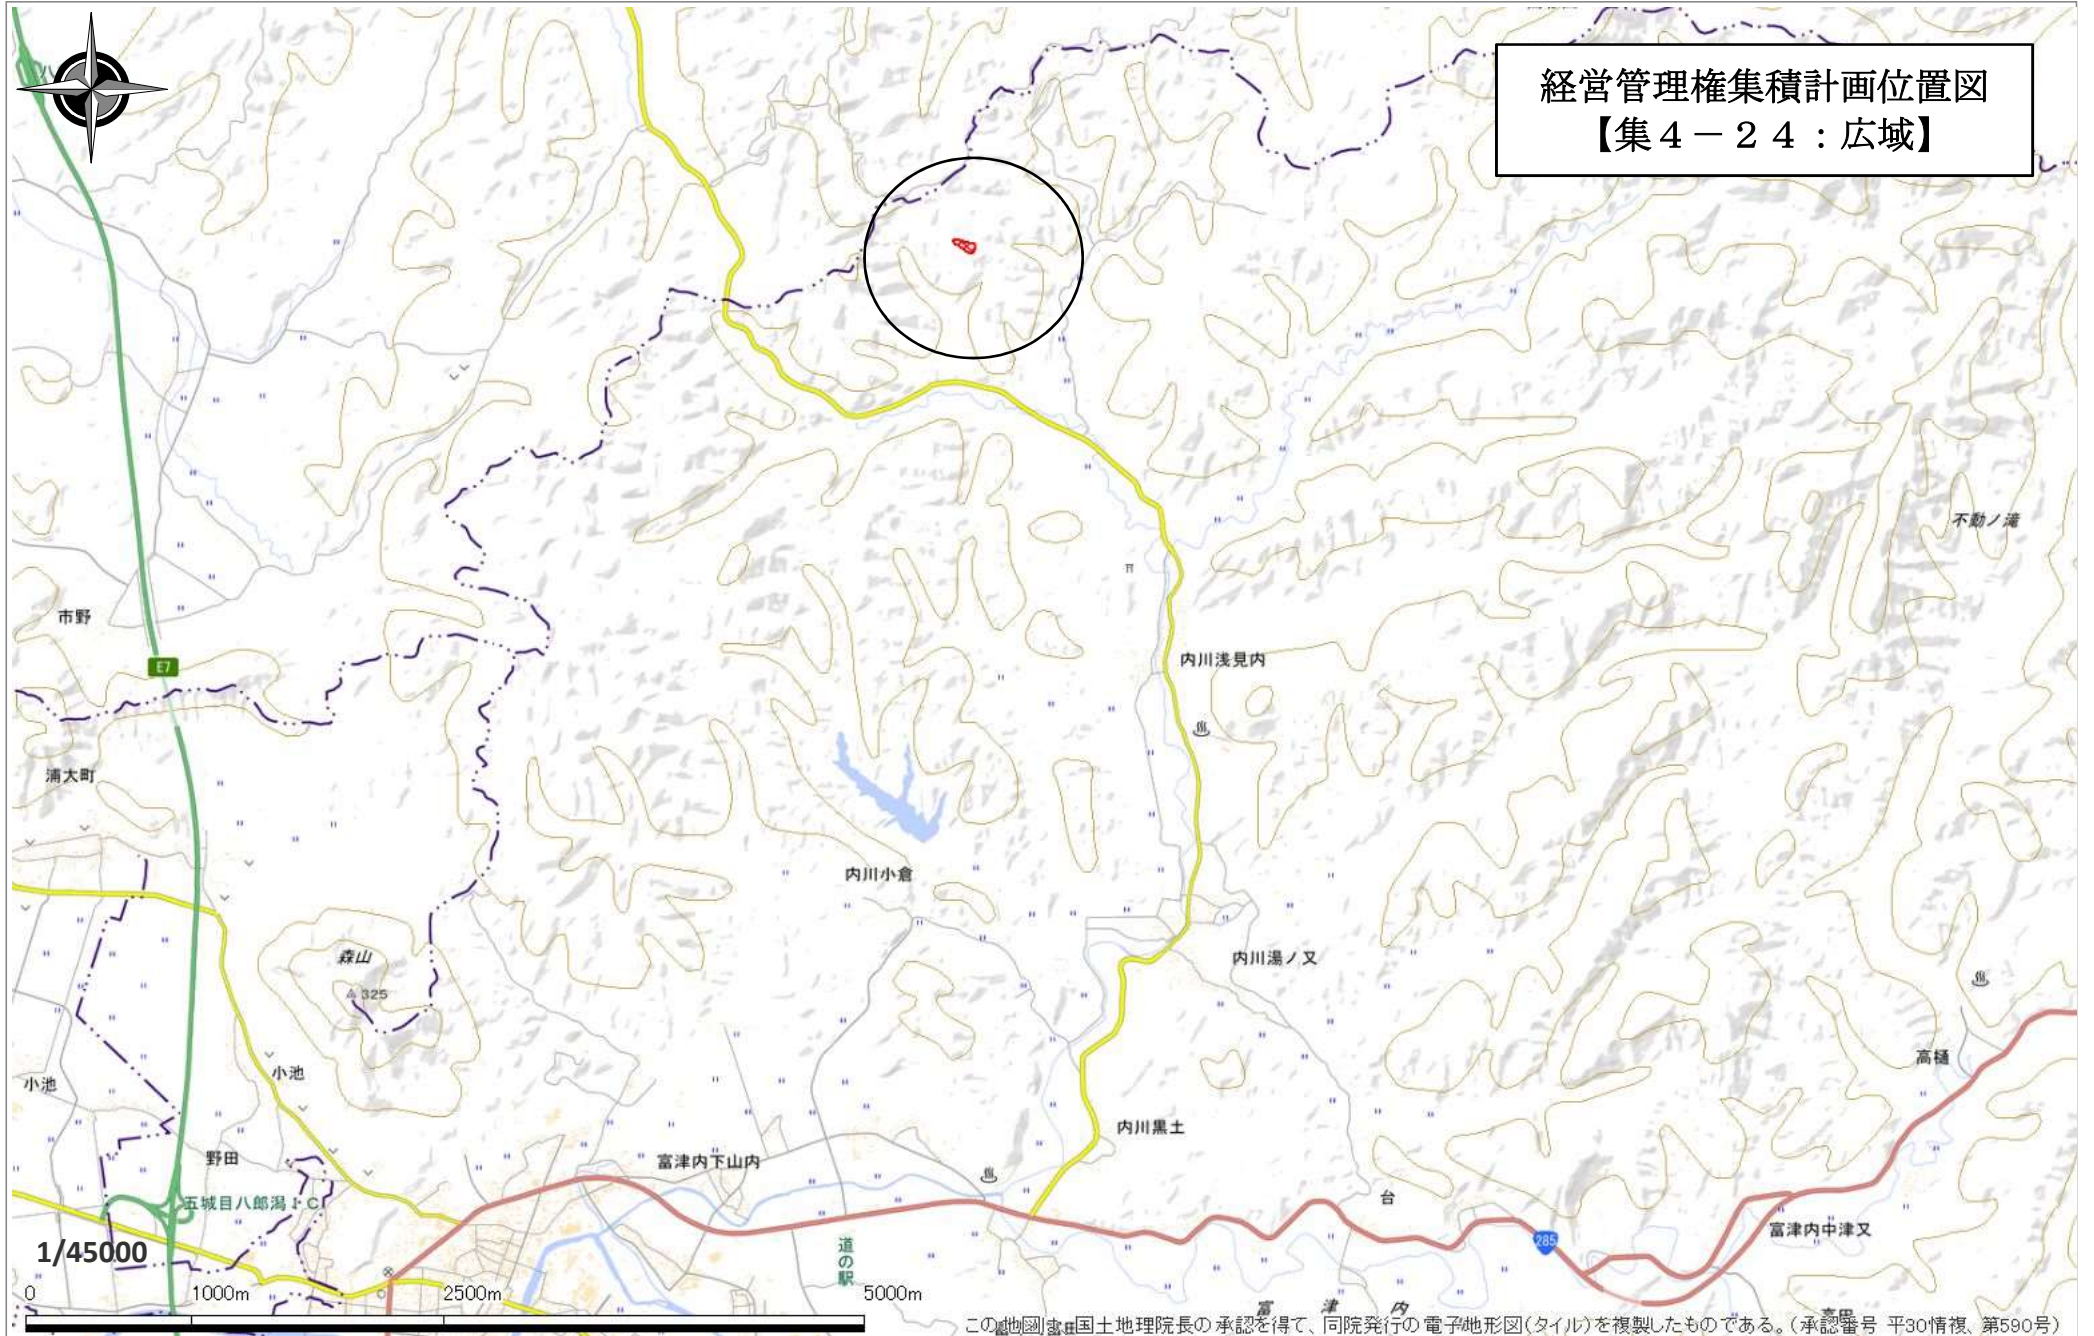 経営管理権集積計画位置図
【集４－２４：広域】
不動ノ滝
市野
E7
内川浅見内
浦大町
内川小倉
森山
325
内川湯ノ又
小池
小池
高樋
内川黒土
野田
富津内下山内
五城目八郎潟I・C
台
285
富津内中津又
道の駅
1/45000
0 1000m 2500m 5000m
富 津 内
この地図は、国土地理院長の承認を得て、同院発行の電子地形図(タイル)を複製したものである。(承認番号 平30情複、第590号)